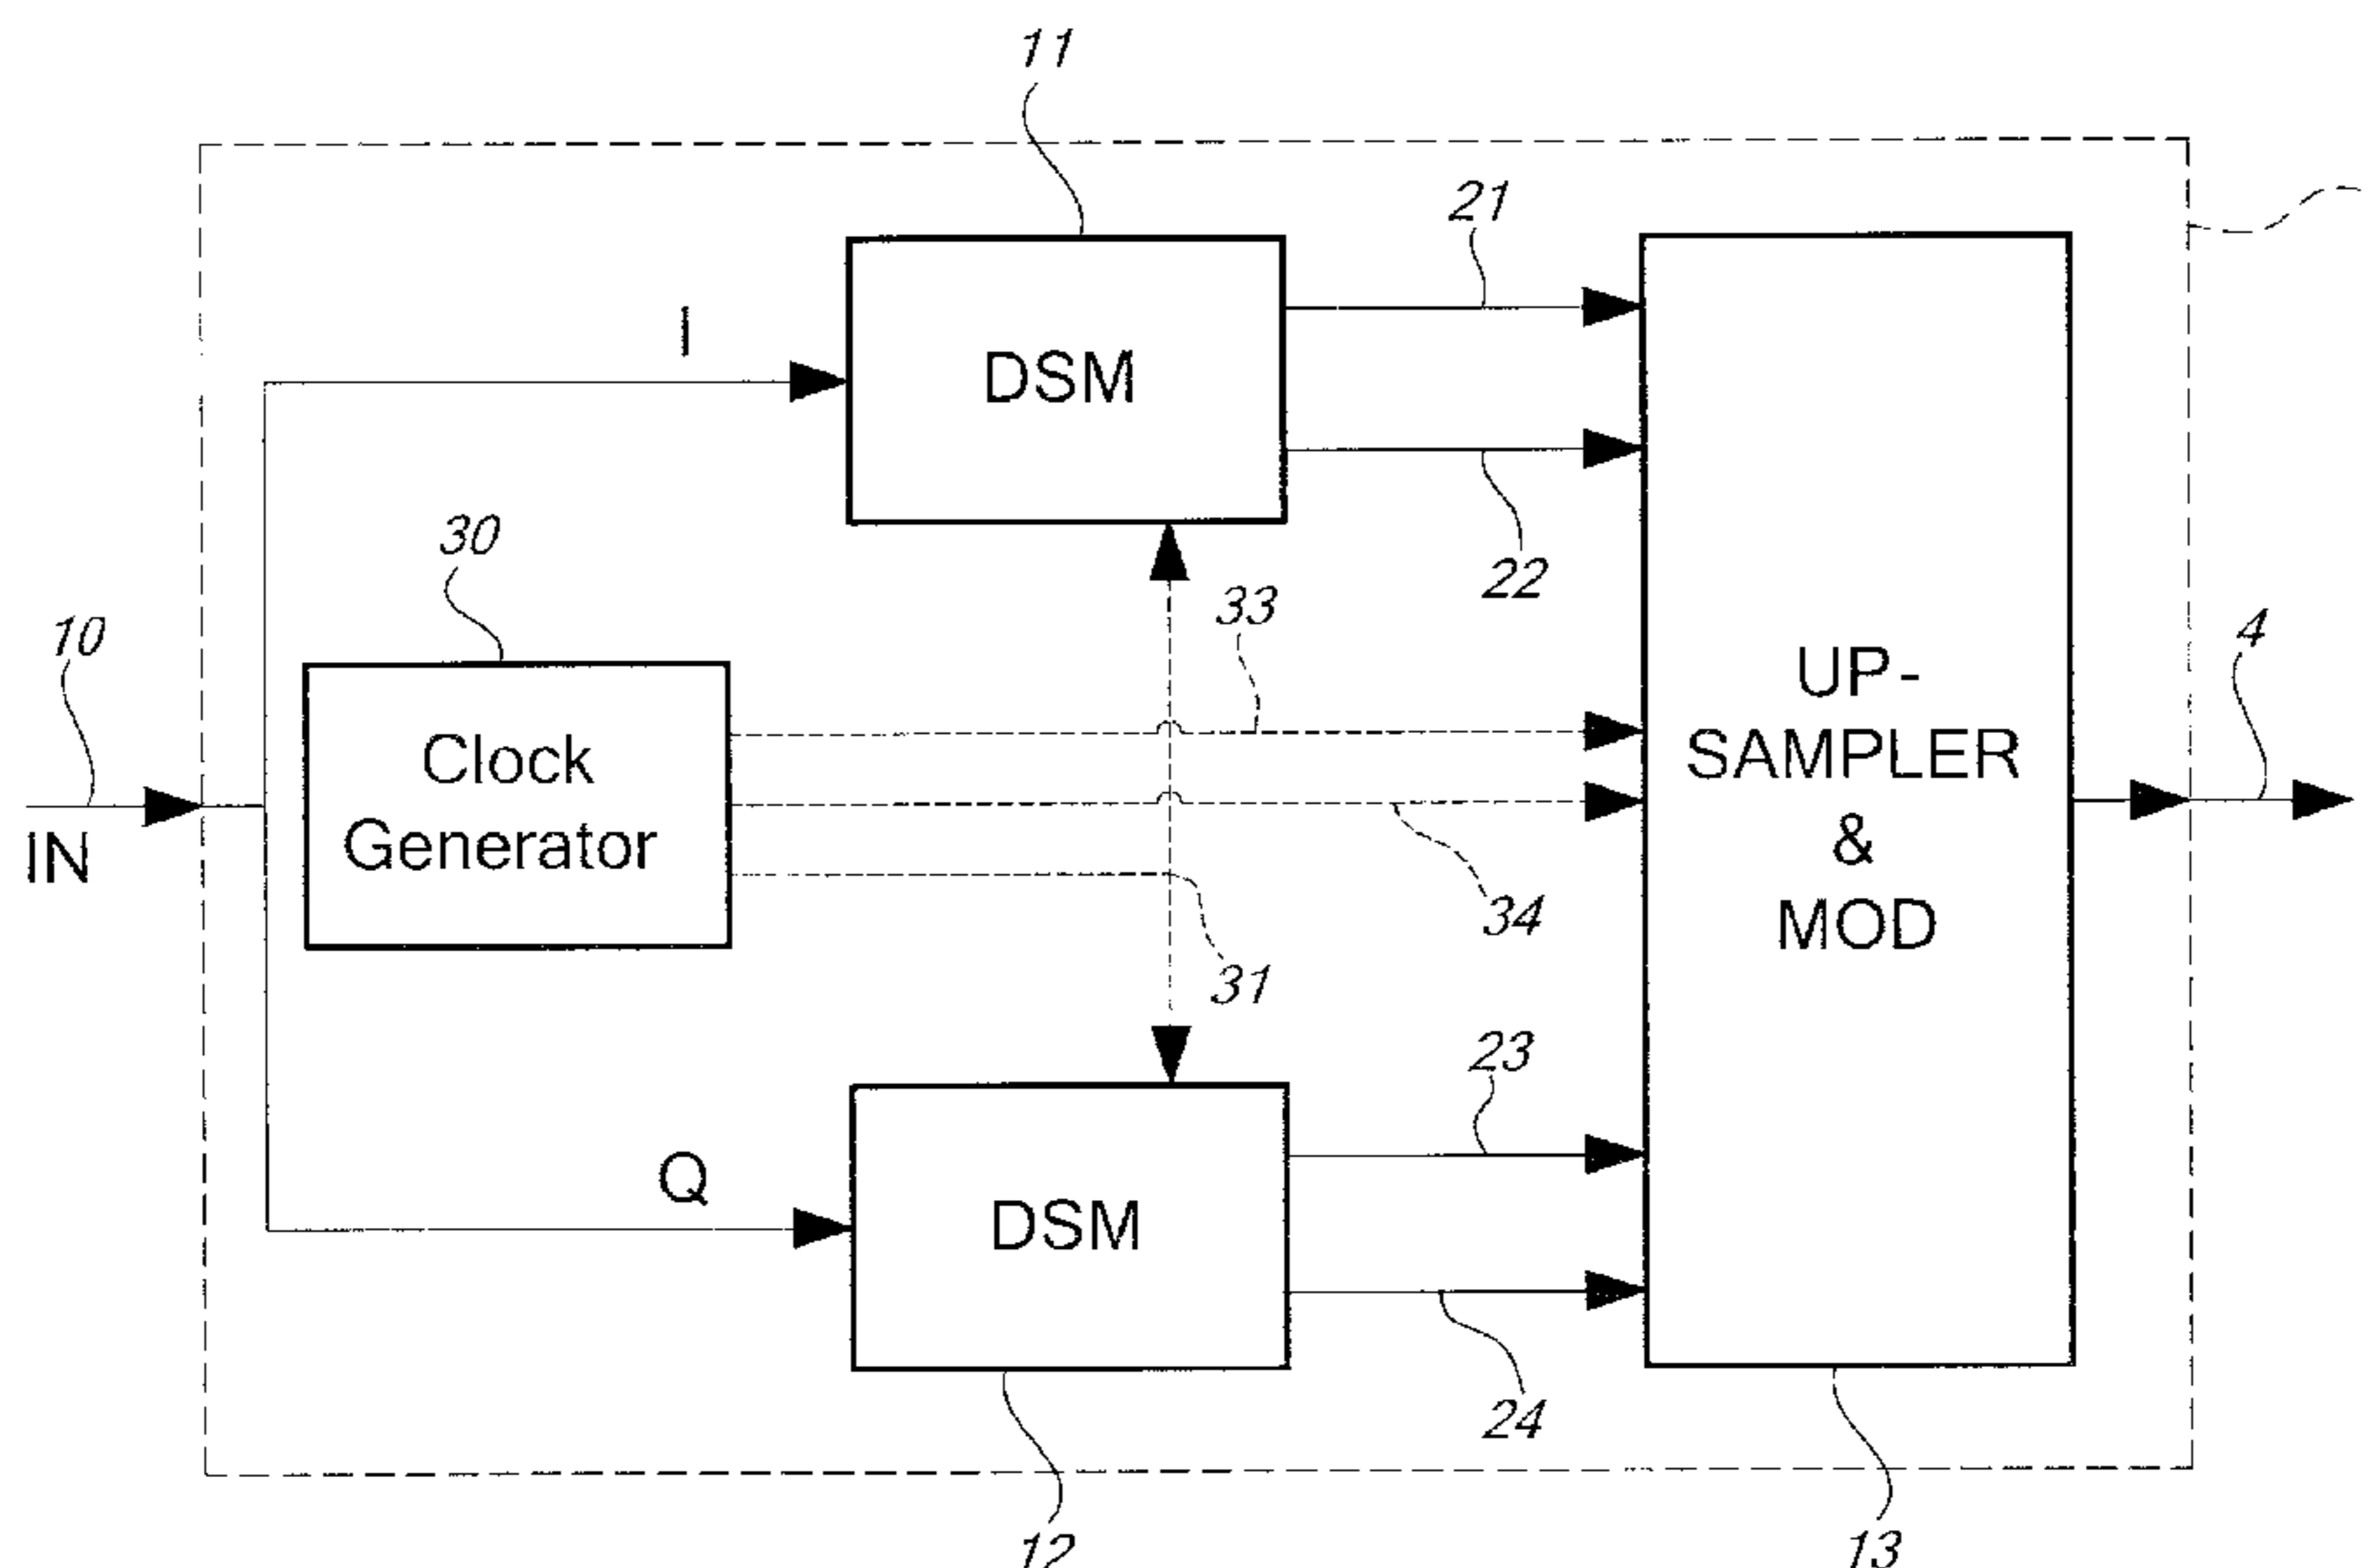 11
21
I
DSM
22
30
33
10
IN
Clock
Generator
UP-
SAMPLER
&
MOD
4
34
31
23
Q
DSM
24
12
13